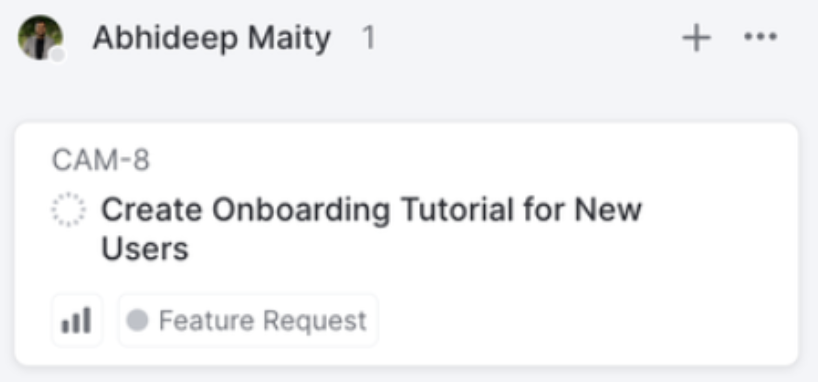 Abhideep Maity 1
CAM-8
Create Onboarding Tutorial for New
Users
Feature Request